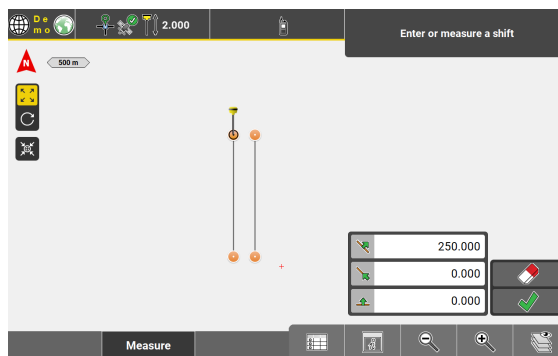 De
mo
2.000
Enter or measure a shift
N
500 m
250.000
0.000
0.000
Measure